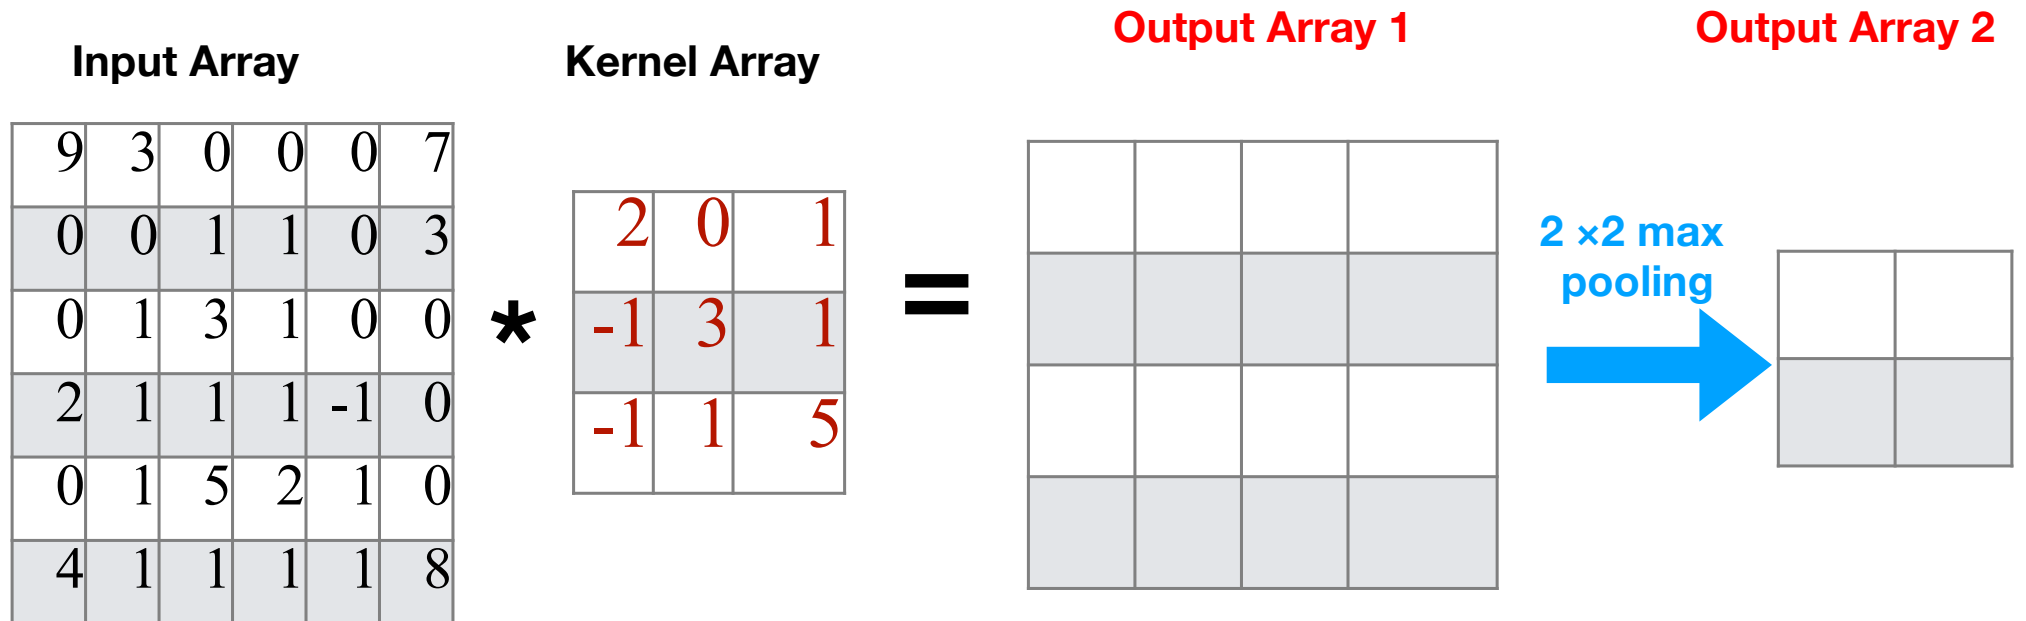 Input Array
Kernel Array
Output Array 1
Output Array 2
9 3 0 0 0 7
0 0 1 1 0 3
0 1 3 1 0 0
2 1 1 1 -1 0
0 1 5 2 1 0
4 1 1 1 1 8
*
2 0 1
-1 3 1
-1 1 5
=
2 ×2 max
pooling